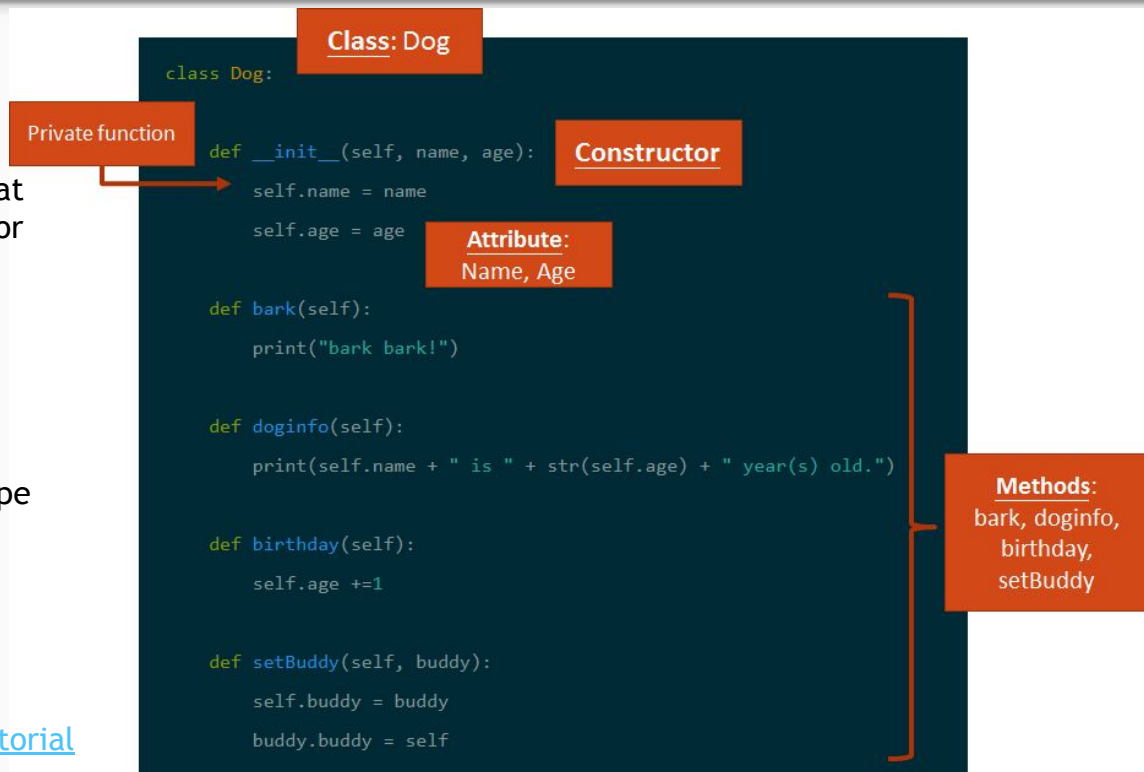 Class: Dog
class Dog:
Private function
def __init__(self, name, age):
Constructor
self.name = name
self.age = age
Attribute:
Name, Age
def bark(self):
print("bark bark!")
def doginfo(self):
print(self.name + " is " + str(self.age) + " year(s) old.")
def birthday(self):
self.age +=1
def setBuddy(self, buddy):
self.buddy = buddy
buddy.buddy = self
Methods:
bark, doginfo,
birthday,
setBuddy
at
or
pe
torial